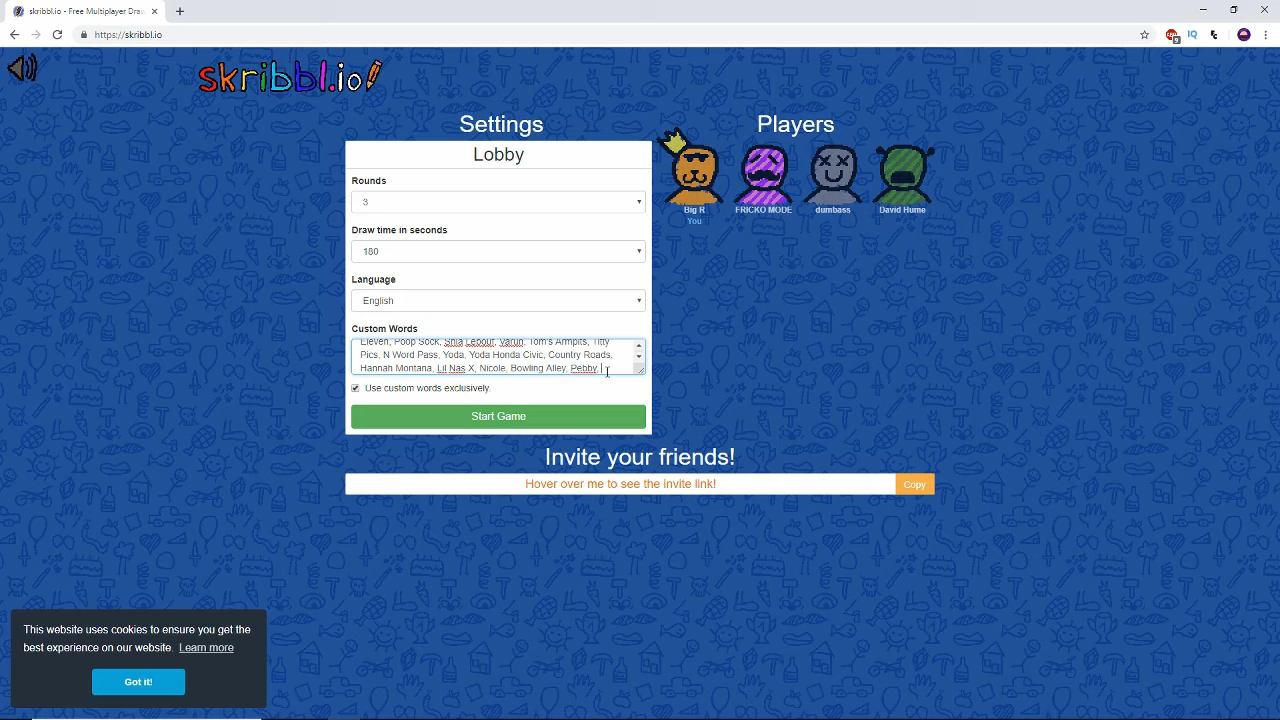 skribbl.io - Free Multiplayer Draw
https://skribbl.io
9
IQ
skribbl.io
Settings
Players
Lobby
Rounds
3
Draw time in seconds
180
Language
English
Custom Words
Eleven, Poop Sock, Shia Lebouf, Varun, Tom's Armpits, Titty
Pics, N Word Pass, Yoda, Yoda Honda Civic, Country Roads,
Hannah Montana, Lil Nas X, Nicole, Bowling Alley, Pebby,
Use custom words exclusively
Start Game
Big R
You
FRICKO MODE
dumbass
David Hume
Invite your friends!
Hover over me to see the invite link!
Copy
This website uses cookies to ensure you get the
best experience on our website. Learn more
Got it!